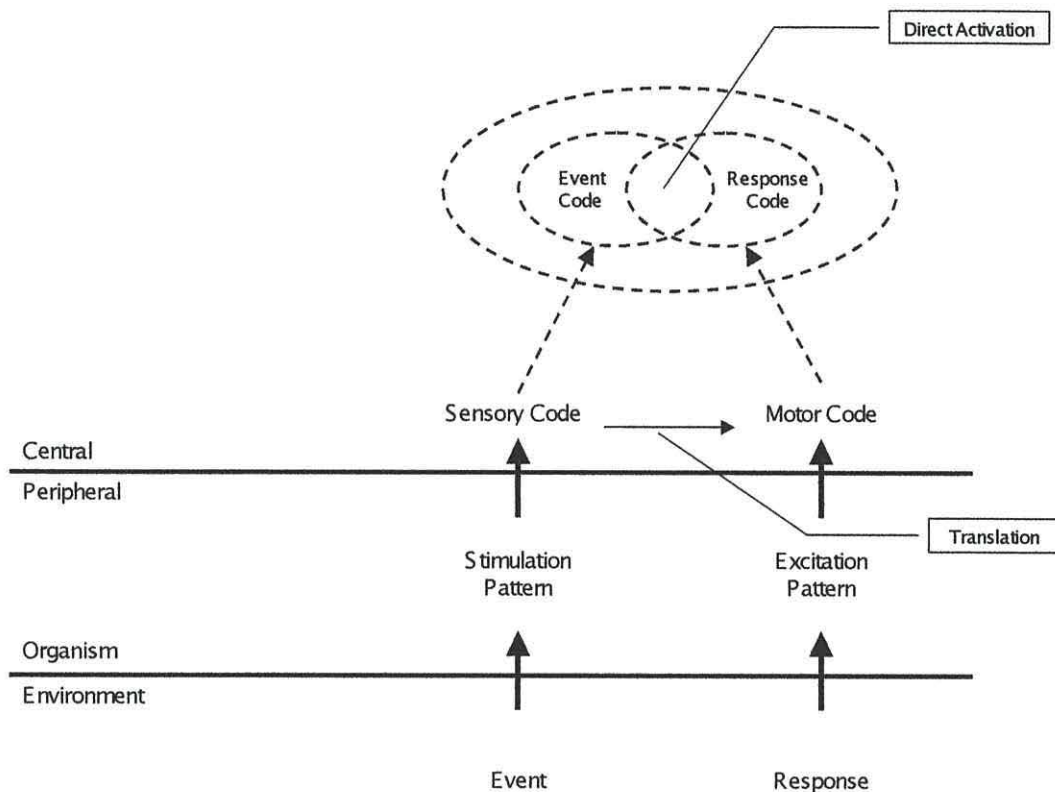 Direct Activation
Event
Code
Response
Code
Sensory Code
Motor Code
Central
Peripheral
Translation
Stimulation
Pattern
Excitation
Pattern
Organism
Environment
Event
Response